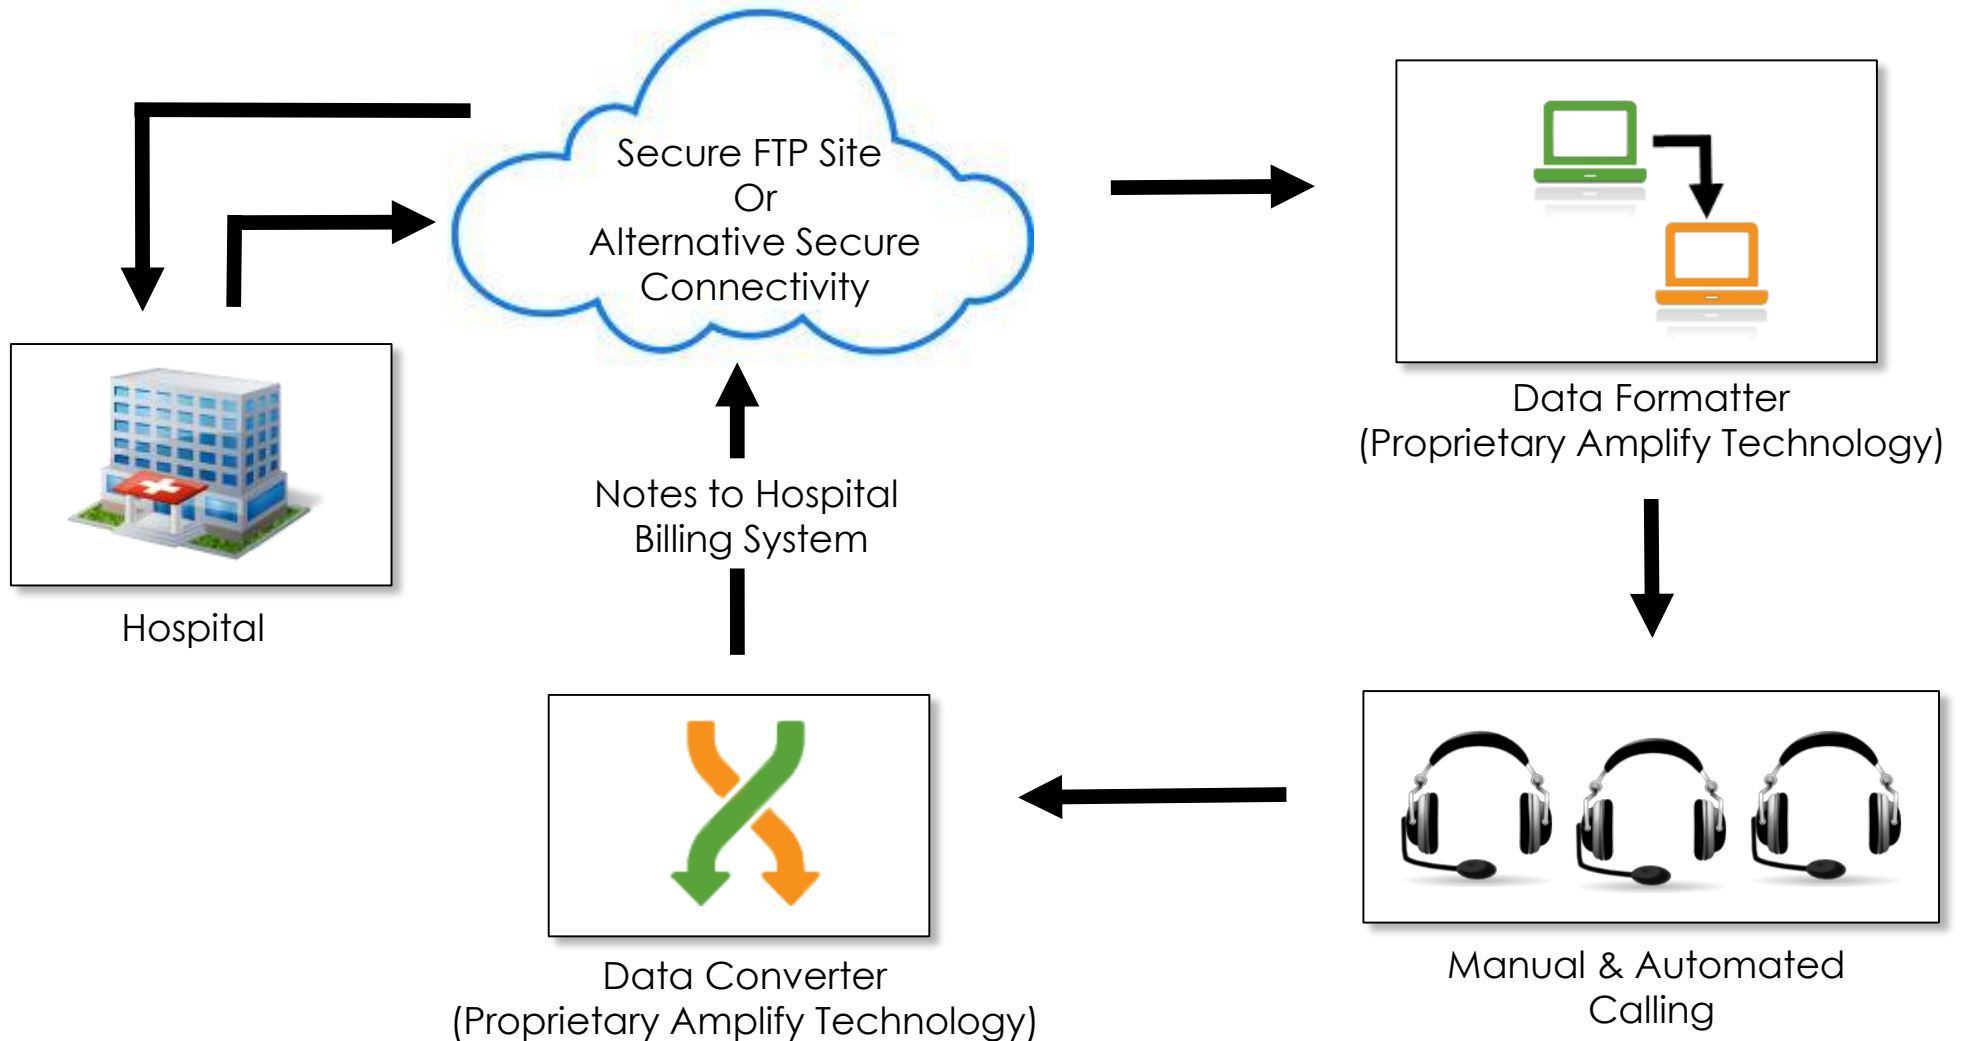 Secure FTP Site
Or
Alternative Secure
Connectivity
Data Formatter
(Proprietary Amplify Technology)
Notes to Hospital
Billing System
Hospital
Manual & Automated
Calling
Data Converter
(Proprietary Amplify Technology)